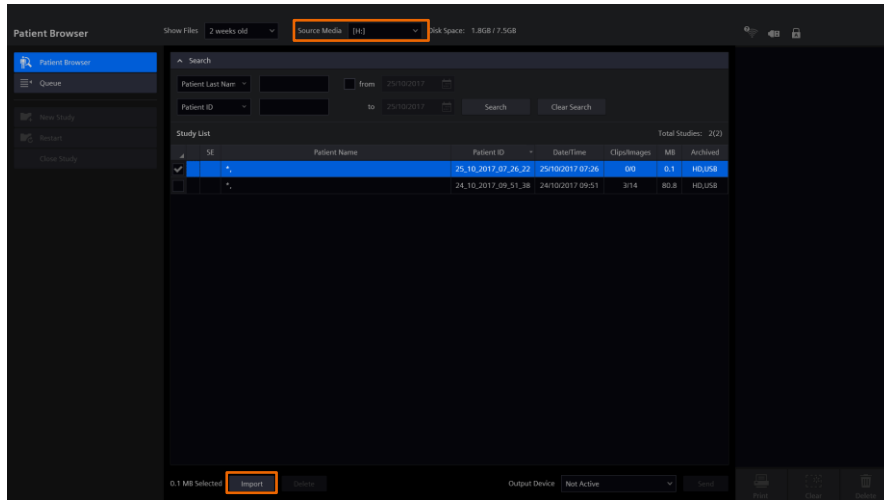 Patient Browser
Show Files 2 weeks old Source Media [H:] Disk Space: 1.8GB / 7.5GB
Patient Browser
Queue
New Study
Restart
Close Study
Search
Patient Last Nam from 25/10/2017
Patient ID to 25/10/2017 Search Clear Search
Study List Total Studies: 2(2)
SE Patient Name Patient ID Date/Time Clips/Images MB Archived
*, 25_10_2017_07_26_22 25/10/2017 07:26 0/0 0.1 HD,USB
*, 24_10_2017_09_51_38 24/10/2017 09:51 3/14 80.8 HD,USB
0.1 MB Selected Import Delete Output Device Not Active Send
Print Clear Delete